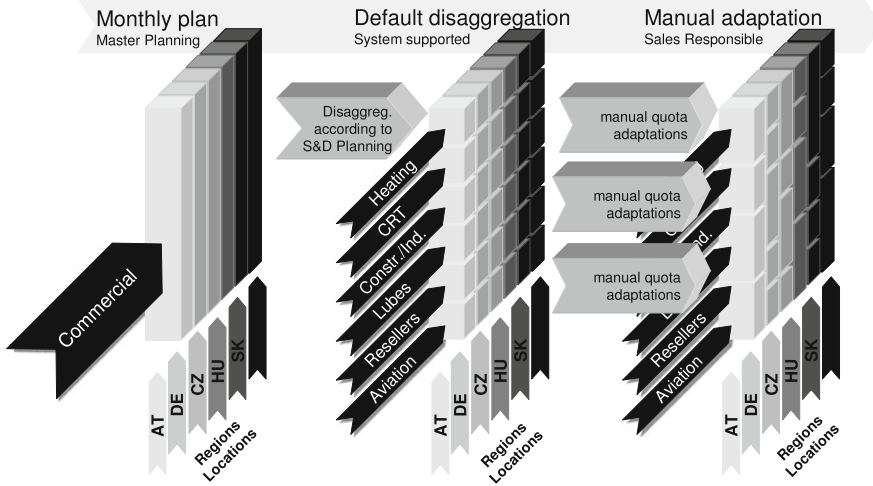 Monthly plan
Master Planning
Default disaggregation
System supported
Manual adaptation
Sales Responsible
Commercial
AT
DE
CZ
HU
SK
Regions
Locations
Disaggreg.
according to
S&D Planning
Heating
CRT
Constr./Ind.
Lubes
Resellers
Aviation
AT
DE
CZ
HU
SK
Regions
Locations
manual quota
adaptations
manual quota
adaptations
manual quota
adaptations
nd.
Resellers
Aviation
AT
DE
CZ
HU
SK
Regions
Locations